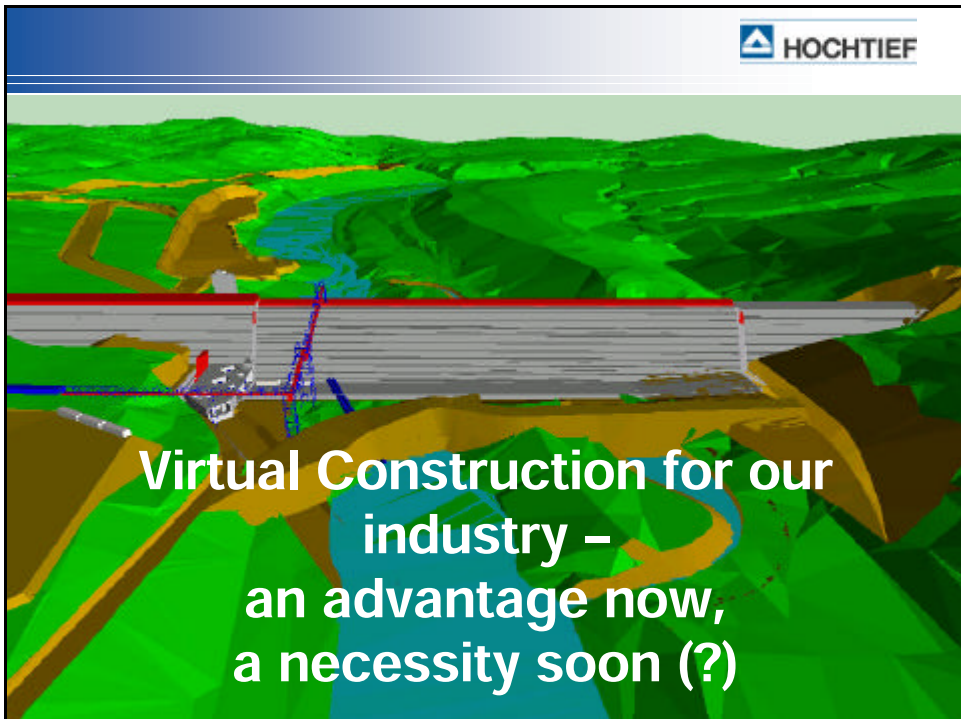 HOCHTIEF
Virtual Construction for our
industry –
an advantage now,
a necessity soon (?)